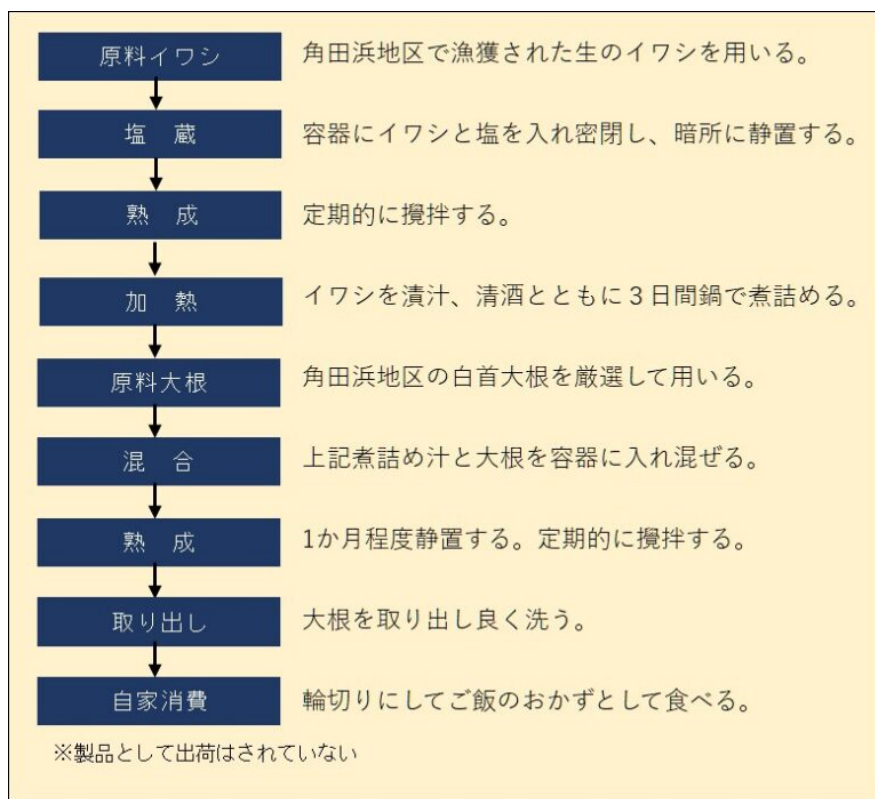 原料イワシ 角田浜地区で漁獲された生のイワシを用いる。
塩 蔵 容器にイワシと塩を入れ密閉し、暗所に静置する。
熟 成 定期的に攪拌する。
加 熱 イワシを漬汁、清酒とともに３日間鍋で煮詰める。
原料大根 角田浜地区の白首大根を厳選して用いる。
混 合 上記煮詰め汁と大根を容器に入れ混ぜる。
熟 成 1か月程度静置する。定期的に攪拌する。
取り出し 大根を取り出し良く洗う。
自家消費 輪切りにしてご飯のおかずとして食べる。
※製品として出荷はされていない